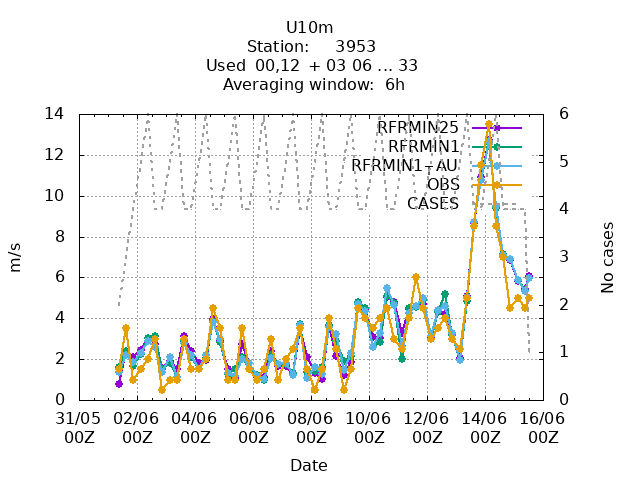 U10m
Station: 3953
Used 00,12 + 03 06 ... 33
Averaging window: 6h
14
12
10
8
6
4
2
0
m/s
6
5
4
3
2
1
0
No cases
RFRMIN25
RFRMIN1
RFRMIN1-AU
OBS
CASES
31/05 02/06 04/06 06/06 08/06 10/06 12/06 14/06 16/06
00Z 00Z 00Z 00Z 00Z 00Z 00Z 00Z 00Z
Date